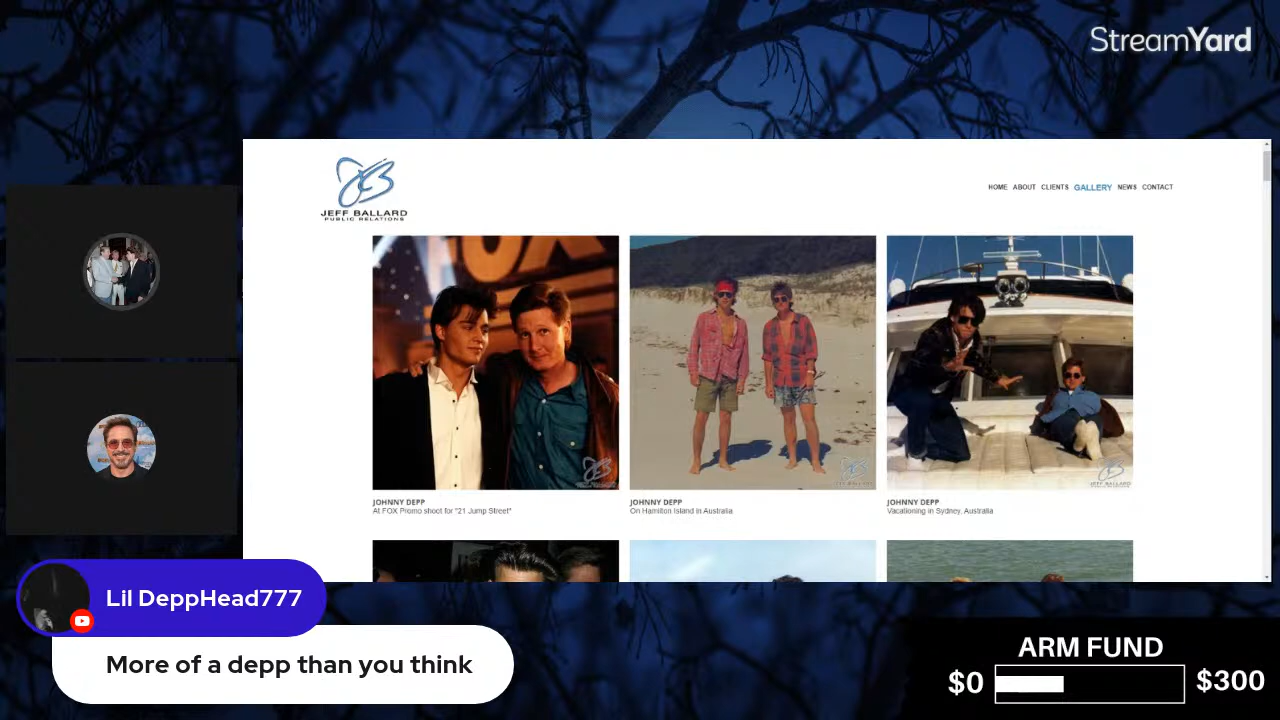 StreamYard
JEFF BALLARD
PUBLIC RELATIONS
HOME ABOUT CLIENTS GALLERY NEWS CONTACT
FOX
JOHNNY DEPP
At FOX Promo shoot for "21 Jump Street"
JOHNNY DEPP
On Hamilton Island in Australia
JOHNNY DEPP
Vacationing in Sydney, Australia
Lil DeppHead777
More of a depp than you think
ARM FUND
$0
$300